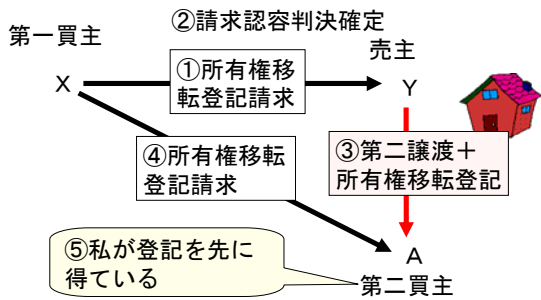 ②請求認容判決確定
第一買主
売主
X
①所有権移
転登記請求
Y
④所有権移転
登記請求
③第二譲渡＋
所有権移転登記
⑤私が登記を先に
得ている
A
第二買主